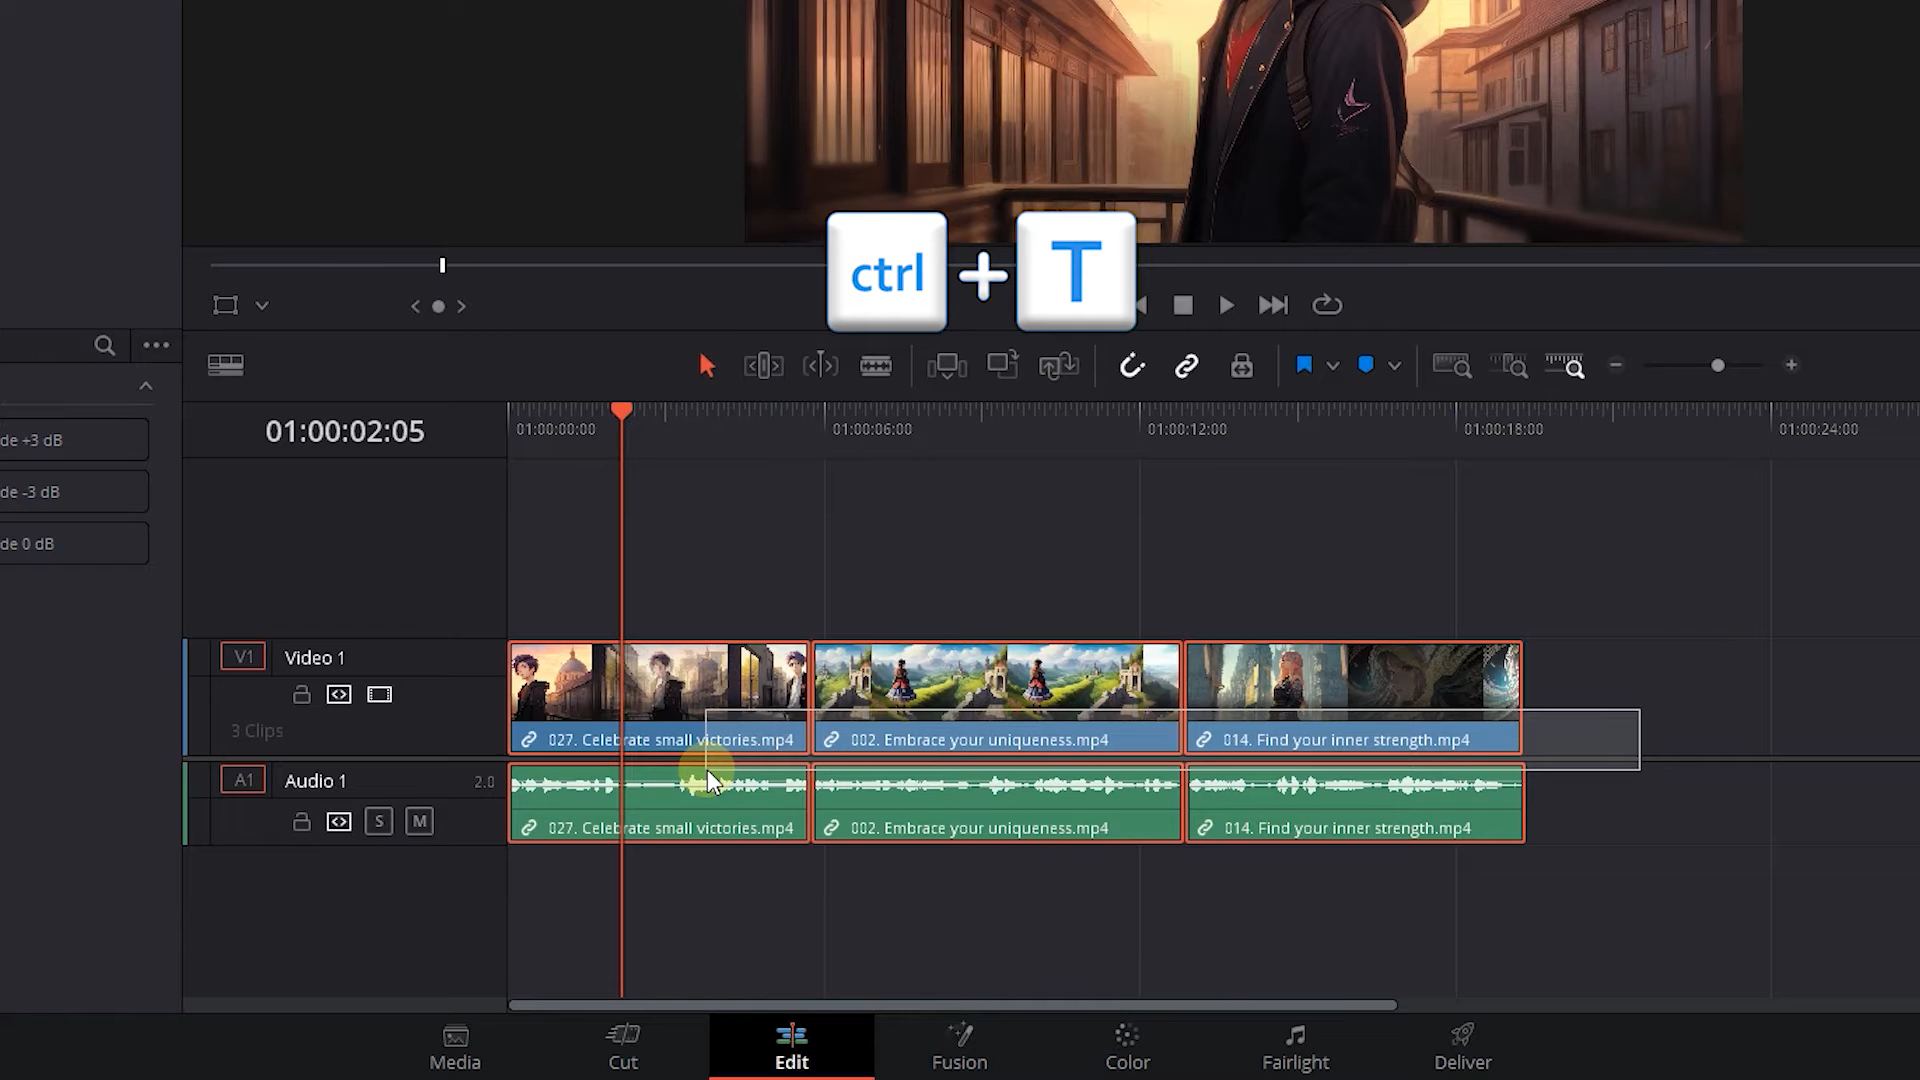 ctrl + T
de +3 dB
de -3 dB
de 0 dB
01:00:02:05
01:00:00:00
01:00:06:00
01:00:12:00
01:00:18:00
01:00:24:00
V1 Video 1
3 Clips
027. Celebrate small victories.mp4
002. Embrace your uniqueness.mp4
014. Find your inner strength.mp4
A1 Audio 1 2.0
S M
027. Celebrate small victories.mp4
002. Embrace your uniqueness.mp4
014. Find your inner strength.mp4
Media
Cut
Edit
Fusion
Color
Fairlight
Deliver